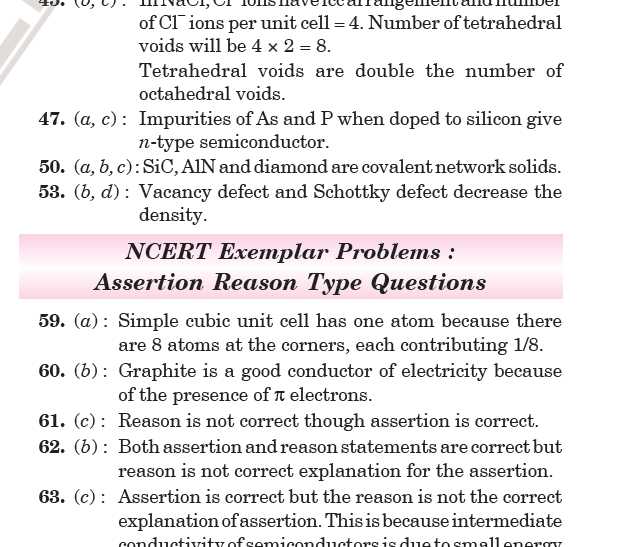 45. (b, c) : In NaCl, Cl⁻ ions have fcc arrangement and number
of Cl⁻ ions per unit cell = 4. Number of tetrahedral
voids will be 4 × 2 = 8.
Tetrahedral voids are double the number of
octahedral voids.
47. (a, c) : Impurities of As and P when doped to silicon give
n-type semiconductor.
50. (a, b, c) : SiC, AlN and diamond are covalent network solids.
53. (b, d) : Vacancy defect and Schottky defect decrease the
density.
NCERT Exemplar Problems :
Assertion Reason Type Questions
59. (a) : Simple cubic unit cell has one atom because there
are 8 atoms at the corners, each contributing 1/8.
60. (b) : Graphite is a good conductor of electricity because
of the presence of π electrons.
61. (c) : Reason is not correct though assertion is correct.
62. (b) : Both assertion and reason statements are correct but
reason is not correct explanation for the assertion.
63. (c) : Assertion is correct but the reason is not the correct
explanation of assertion. This is because intermediate
conductivity of semiconductors is due to small energy